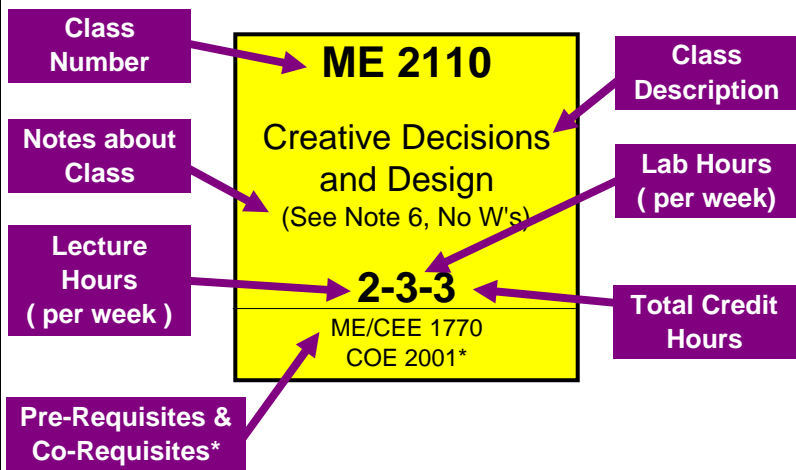 Class
Number
ME 2110
Class
Description
Notes about
Class
Creative Decisions
and Design
(See Note 6, No W's)
Lab Hours
( per week)
Lecture
Hours
( per week )
2-3-3
Total Credit
Hours
ME/CEE 1770
COE 2001*
Pre-Requisites &
Co-Requisites*